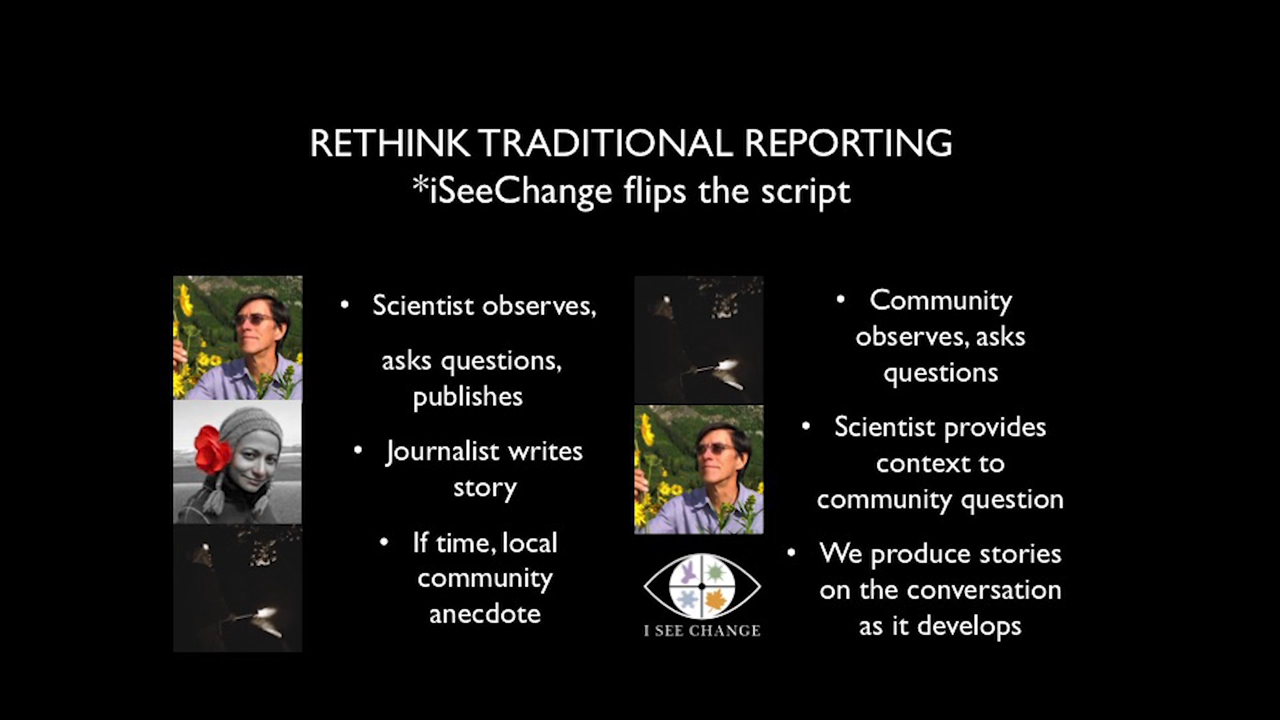 RETHINK TRADITIONAL REPORTING
*iSeeChange flips the script
• Scientist observes,
asks questions,
publishes
• Journalist writes
story
• If time, local
community
anecdote
• Community
observes, asks
questions
• Scientist provides
context to
community question
• We produce stories
on the conversation
as it develops
I SEE CHANGE